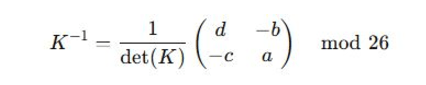 K^{-1} = \frac{1}{\det(K)} \begin{pmatrix} d & -b \\ -c & a \end{pmatrix} \mod 26